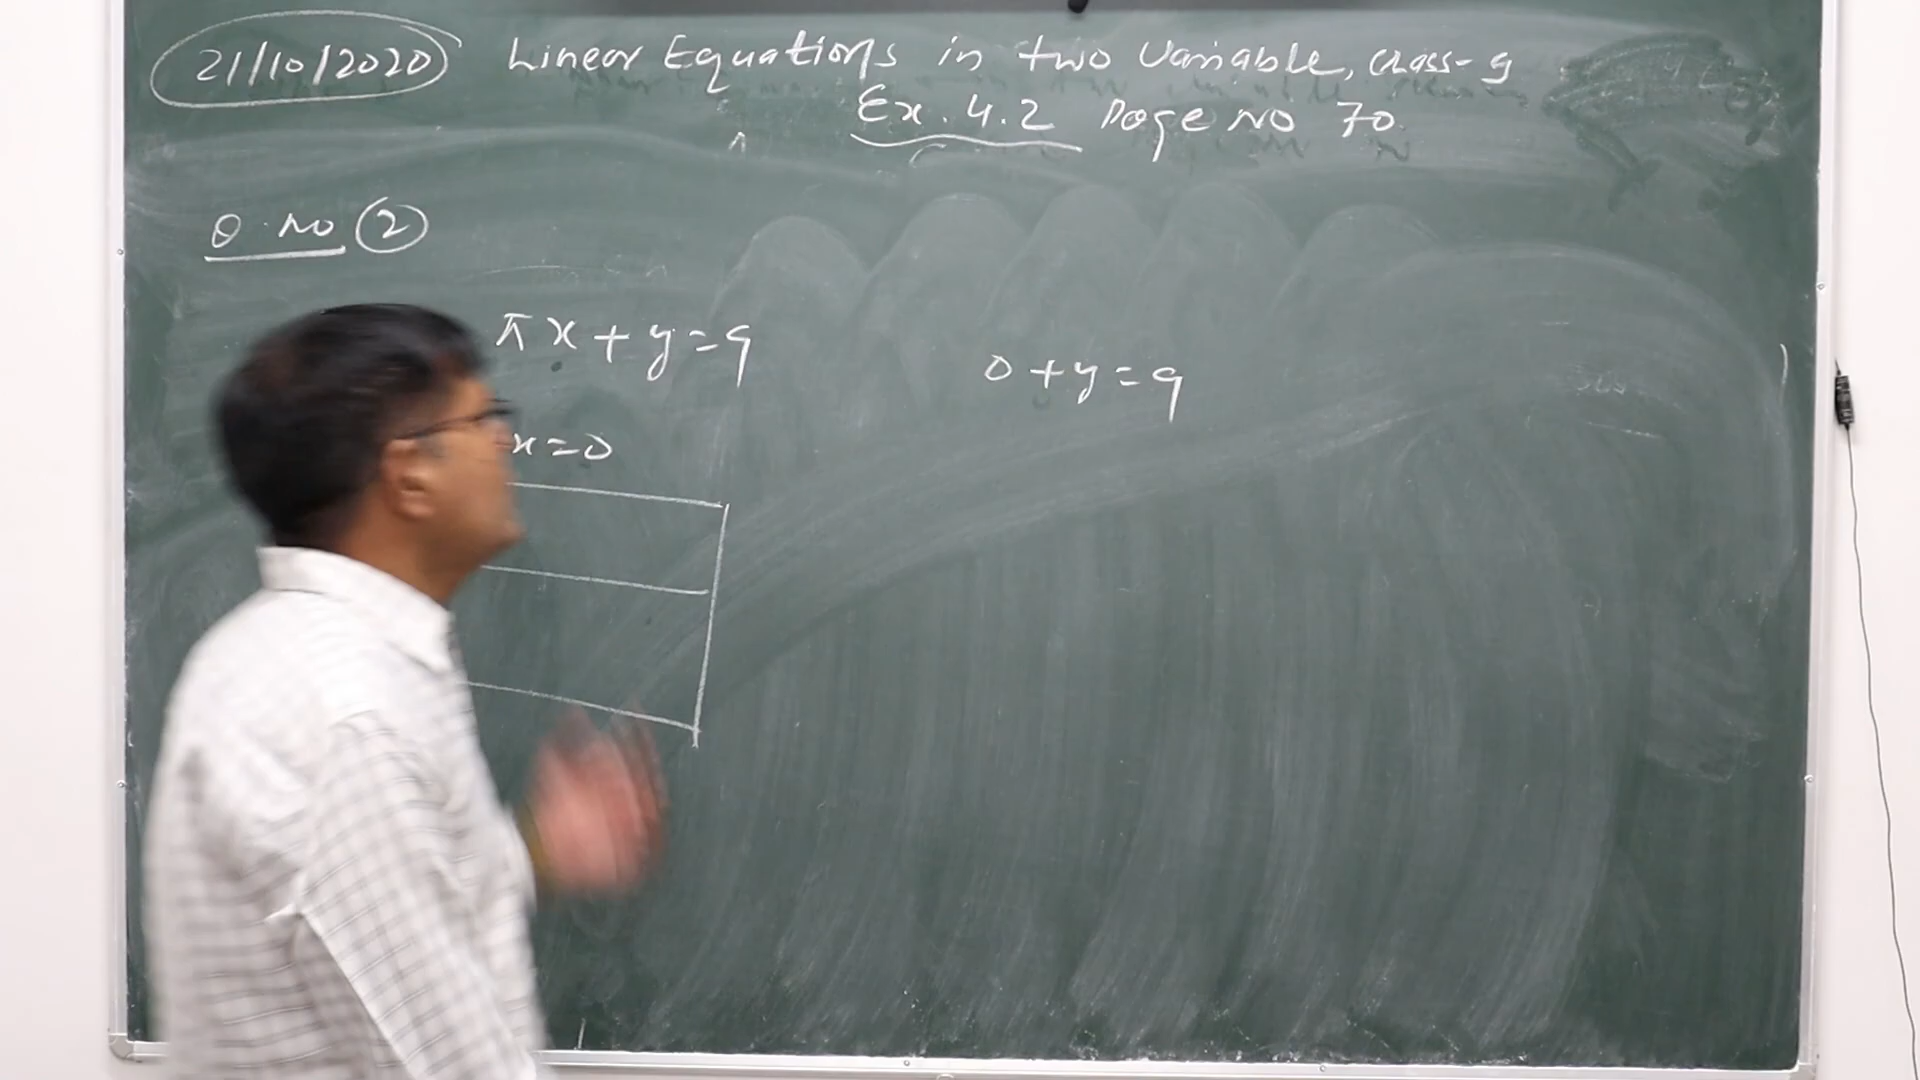 21/10/2020 Linear Equations in two Variable, class-9
Ex. 4.2 Page No 70
Q. No 2
πx+y=9
0+y=9
x=0